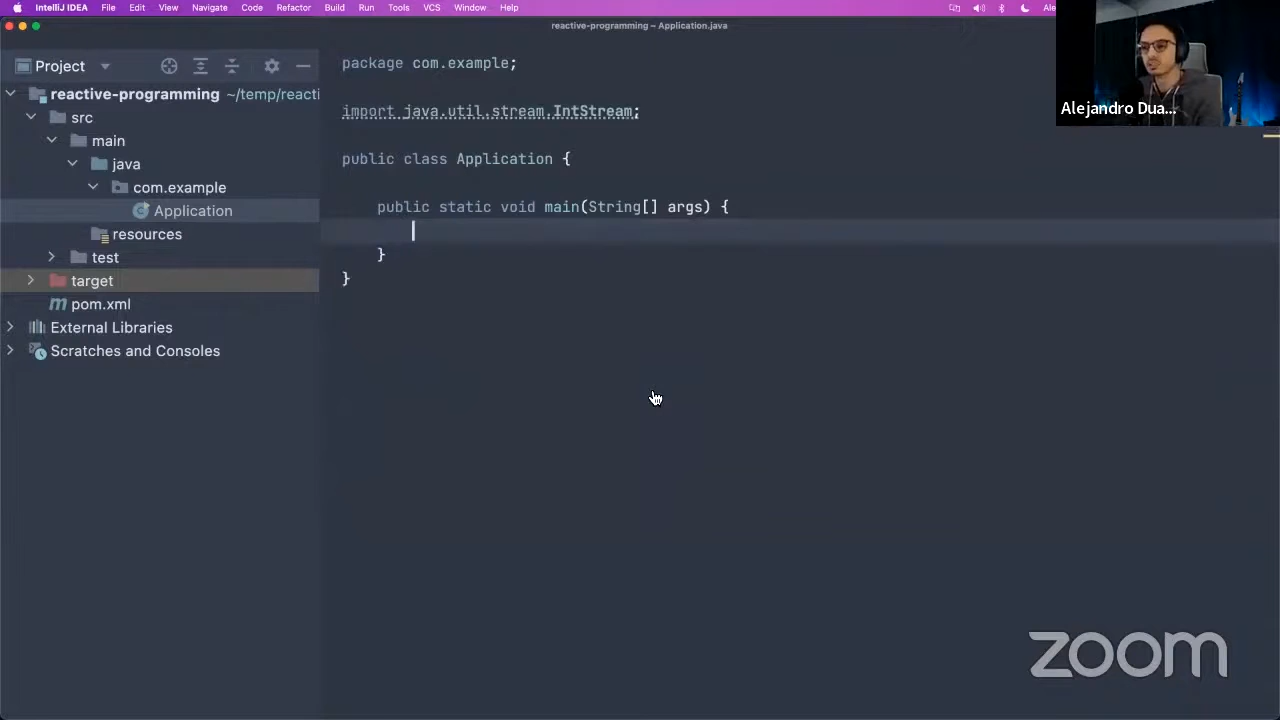 IntelliJ IDEA File Edit View Navigate Code Refactor Build Run Tools VCS Window Help Ale
reactive-programming – Application.java
Project
reactive-programming ~/temp/reacti
src
main
java
com.example
Application
resources
test
target
pom.xml
External Libraries
Scratches and Consoles
package com.example;
import java.util.stream.IntStream;
public class Application {
public static void main(String[] args) {
}
}
Alejandro Dua...
zoom